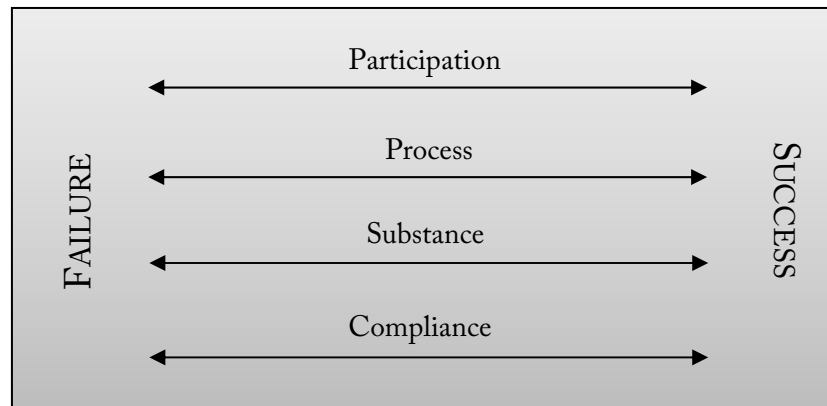 Participation
Process
Substance
Compliance
FAILURE
SUCCESS